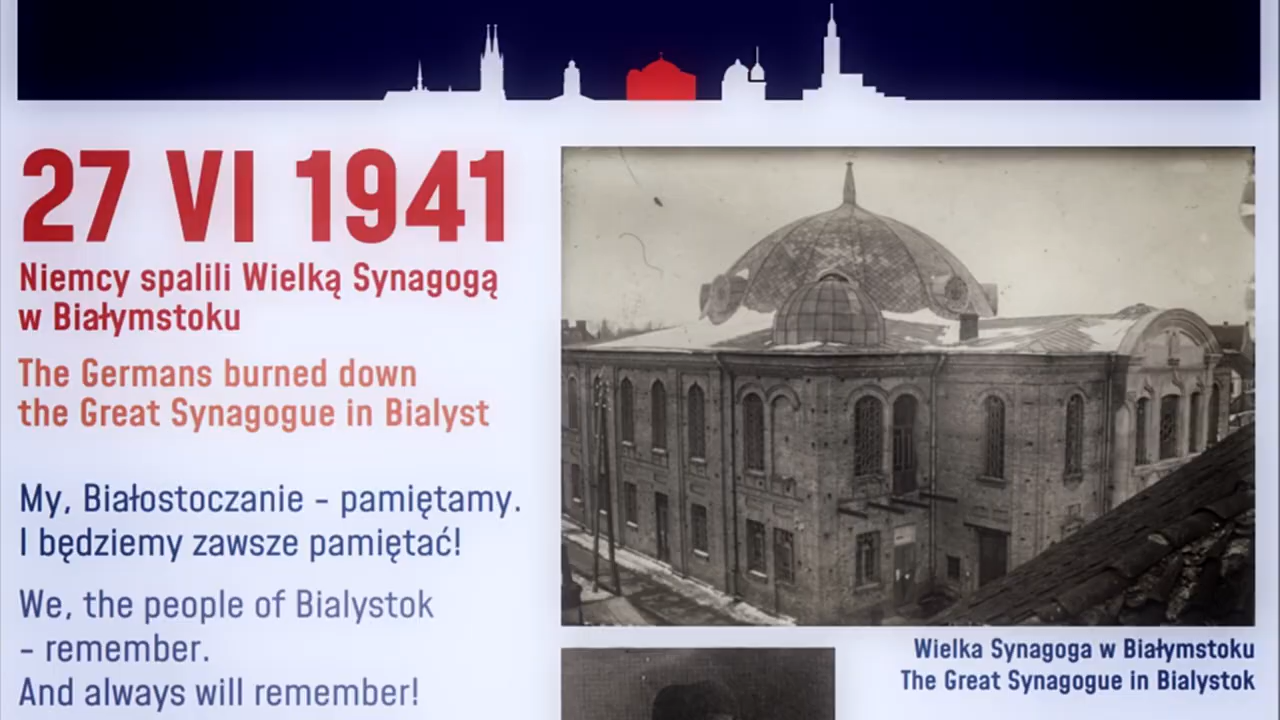 27 VI 1941
Niemcy spalili Wielką Synagogą
w Białymstoku
The Germans burned down
the Great Synagogue in Bialyst
My, Białostoczanie - pamiętamy.
I będziemy zawsze pamiętać!
We, the people of Bialystok
- remember.
And always will remember!
Wielka Synagoga w Białymstoku
The Great Synagogue in Bialystok